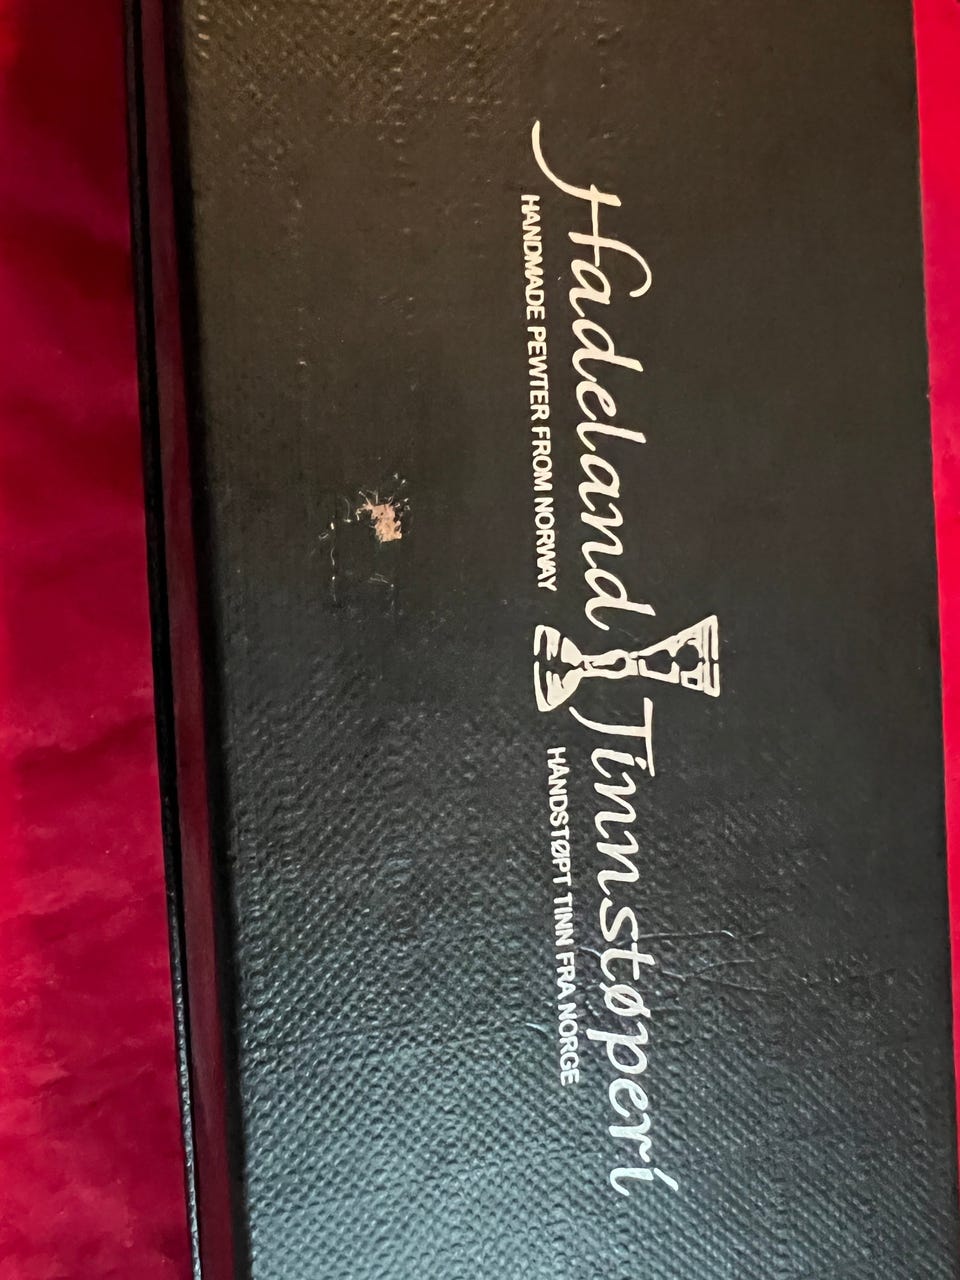 Hadeland Tinnstøperi
HANDMADE PEWTER FROM NORWAY HÅNDSTØPT TINN FRA NORGE